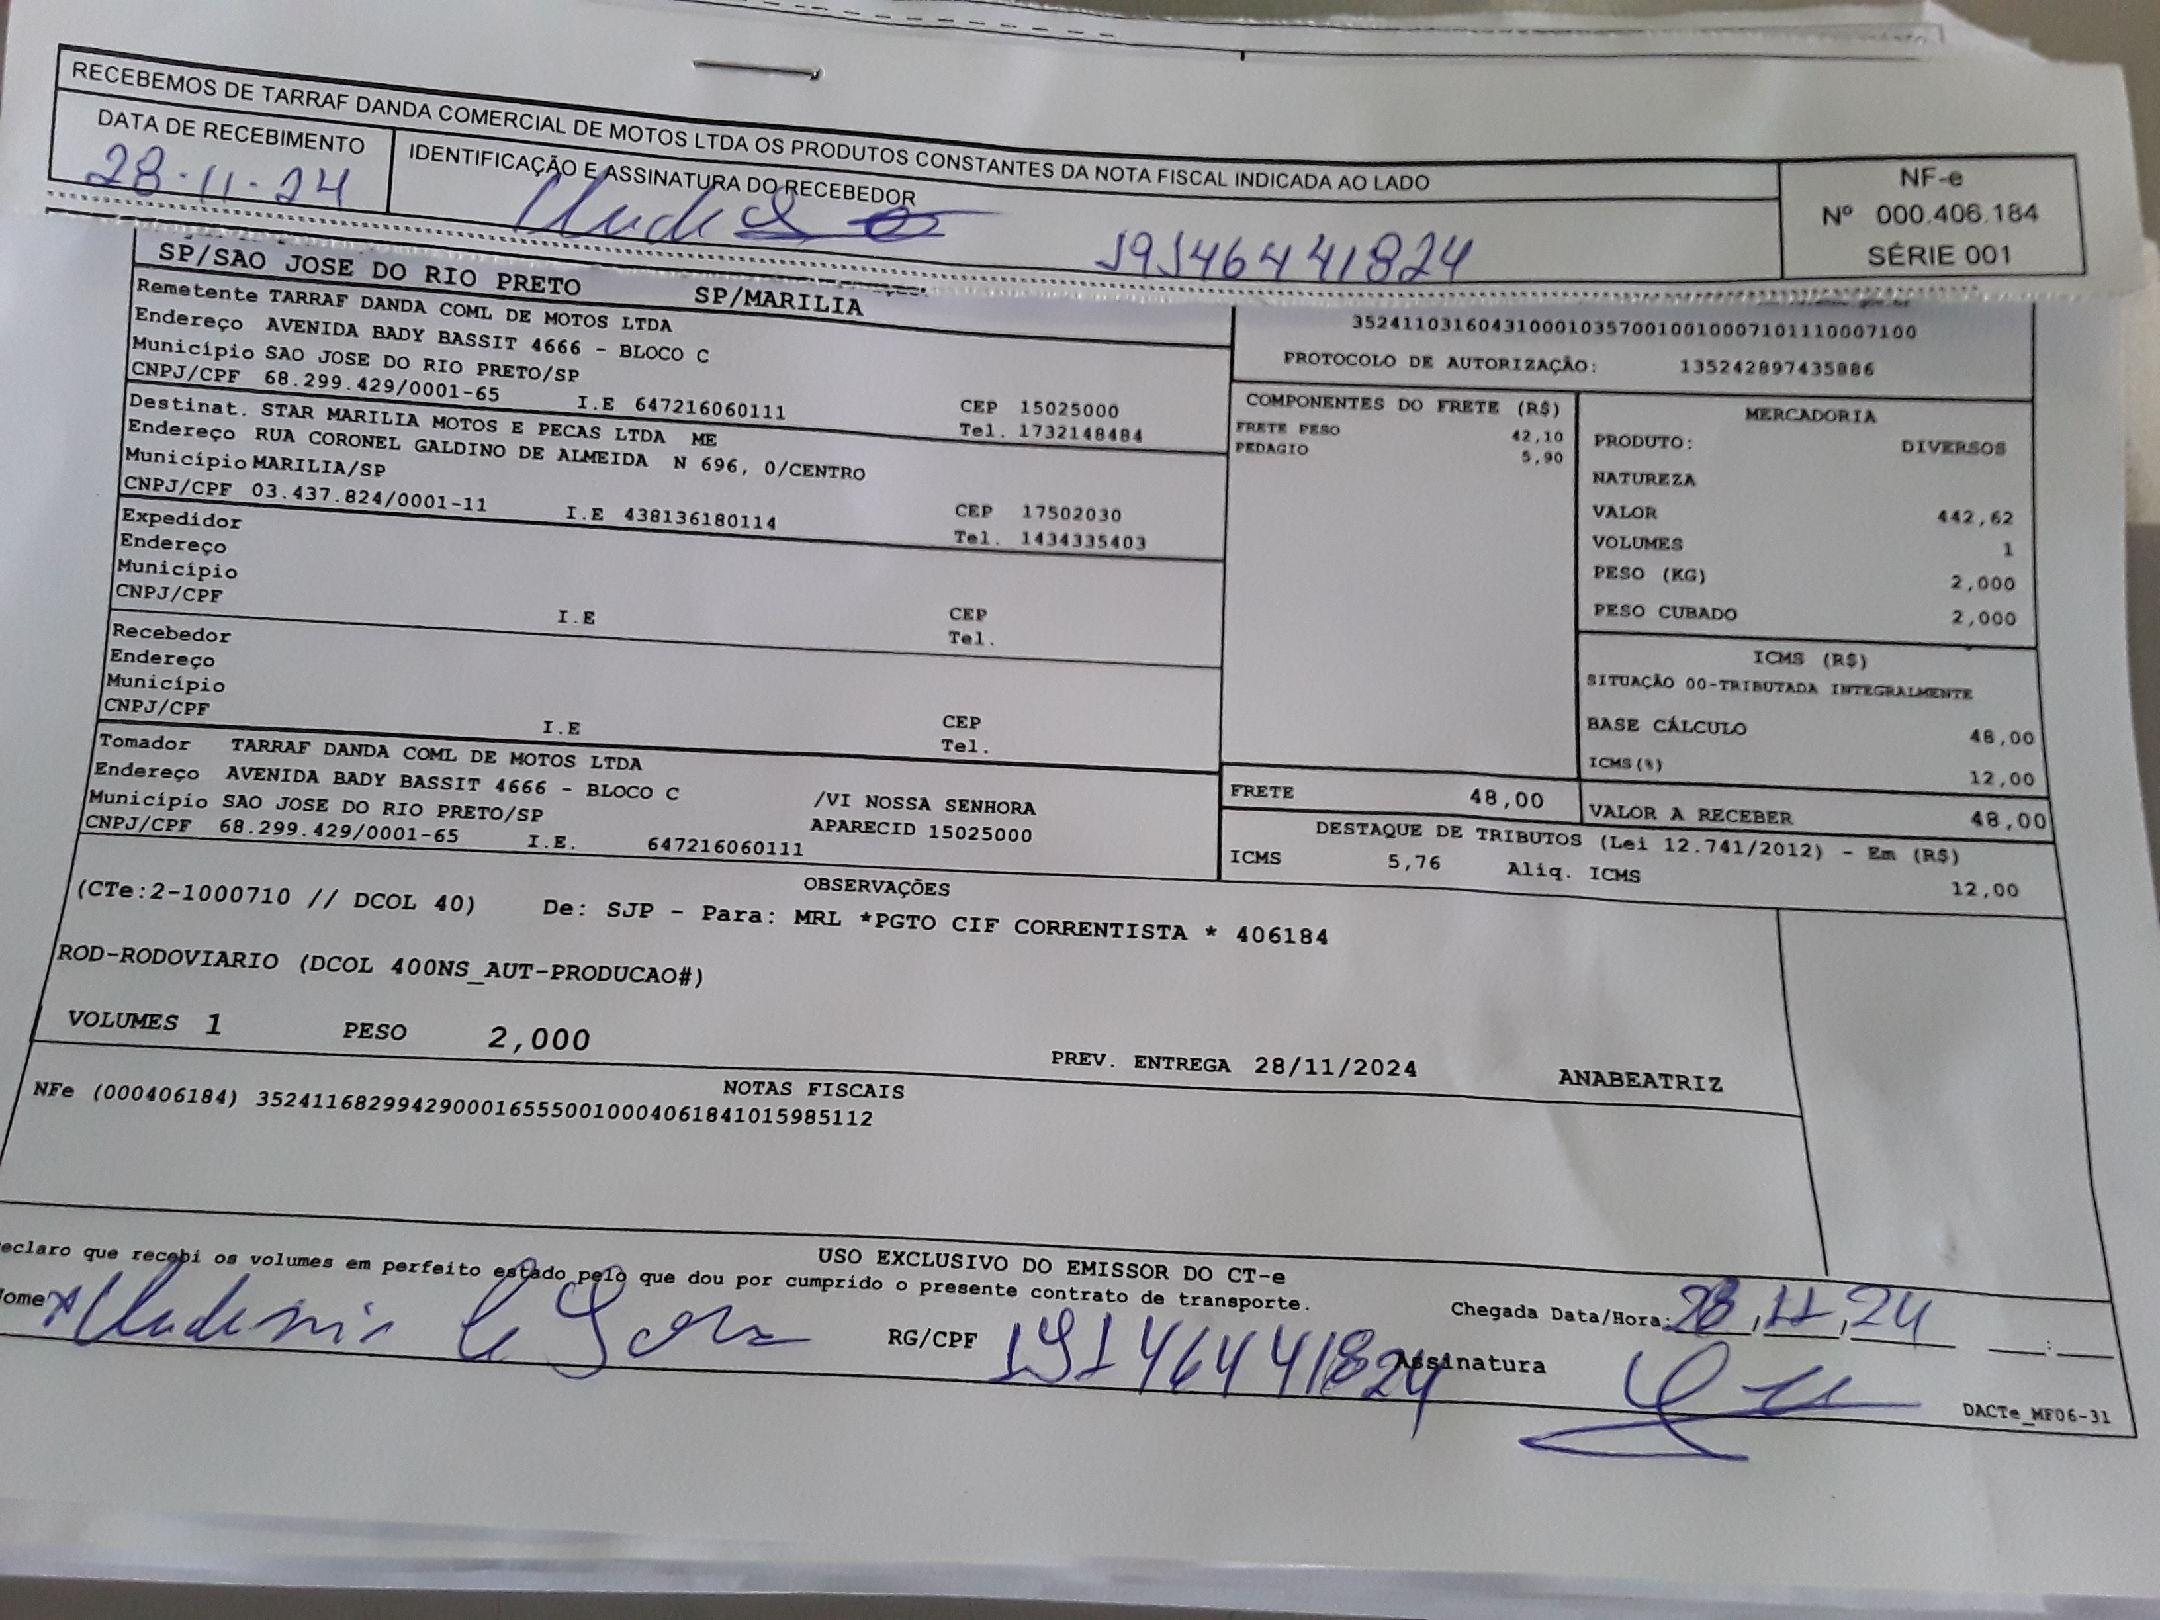 RECEBEMOS DE TARRAF DANDA COMERCIAL DE MOTOS LTDA OS PRODUTOS CONSTANTES DA NOTA FISCAL INDICADA AO LADO
DATA DE RECEBIMENTO
28.11.24
IDENTIFICAÇÃO E ASSINATURA DO RECEBEDOR
19146441824
NF-e
Nº 000.406.184
SÉRIE 001
SP/SAO JOSE DO RIO PRETO SP/MARILIA
Remetente TARRAF DANDA COML DE MOTOS LTDA
Endereço AVENIDA BADY BASSIT 4666 - BLOCO C
Município SAO JOSE DO RIO PRETO/SP CEP 15025000
CNPJ/CPF 68.299.429/0001-65 I.E 647216060111 Tel. 1732148484
Destinat. STAR MARILIA MOTOS E PECAS LTDA ME
Endereço RUA CORONEL GALDINO DE ALMEIDA N 696, 0/CENTRO
Município MARILIA/SP CEP 17502030
CNPJ/CPF 03.437.824/0001-11 I.E 438136180114 Tel. 1434335403
Expedidor
Endereço
Município CEP
CNPJ/CPF I.E Tel.
Recebedor
Endereço
Município CEP
CNPJ/CPF I.E Tel.
Tomador TARRAF DANDA COML DE MOTOS LTDA
Endereço AVENIDA BADY BASSIT 4666 - BLOCO C /VI NOSSA SENHORA
Município SAO JOSE DO RIO PRETO/SP APARECID 15025000
CNPJ/CPF 68.299.429/0001-65 I.E. 647216060111
35241103160431000103570010010007101110007100
PROTOCOLO DE AUTORIZAÇÃO: 135242897435886
COMPONENTES DO FRETE (R$)
FRETE PESO 42,10
PEDAGIO 5,90
MERCADORIA
PRODUTO: DIVERSOS
NATUREZA
VALOR 442,62
VOLUMES 1
PESO (KG) 2,000
PESO CUBADO 2,000
ICMS (R$)
SITUAÇÃO 00-TRIBUTADA INTEGRALMENTE
BASE CÁLCULO 48,00
ICMS(%) 12,00
FRETE 48,00
VALOR A RECEBER 48,00
DESTAQUE DE TRIBUTOS (Lei 12.741/2012) - Em (R$)
ICMS 5,76 Aliq. ICMS 12,00
OBSERVAÇÕES
(CTe:2-1000710 // DCOL 40) De: SJP - Para: MRL *PGTO CIF CORRENTISTA * 406184
ROD-RODOVIARIO (DCOL 400NS_AUT-PRODUCAO#)
VOLUMES 1 PESO 2,000 PREV. ENTREGA 28/11/2024 ANABEATRIZ
NOTAS FISCAIS
NFe (000406184) 35241168299429000165550010004061841015985112
USO EXCLUSIVO DO EMISSOR DO CT-e
eclaro que recebi os volumes em perfeito estado pelo que dou por cumprido o presente contrato de transporte.
Chegada Data/Hora: 28,11,24
ome RG/CPF 19146441824 Assinatura
DACTe_MF06-31